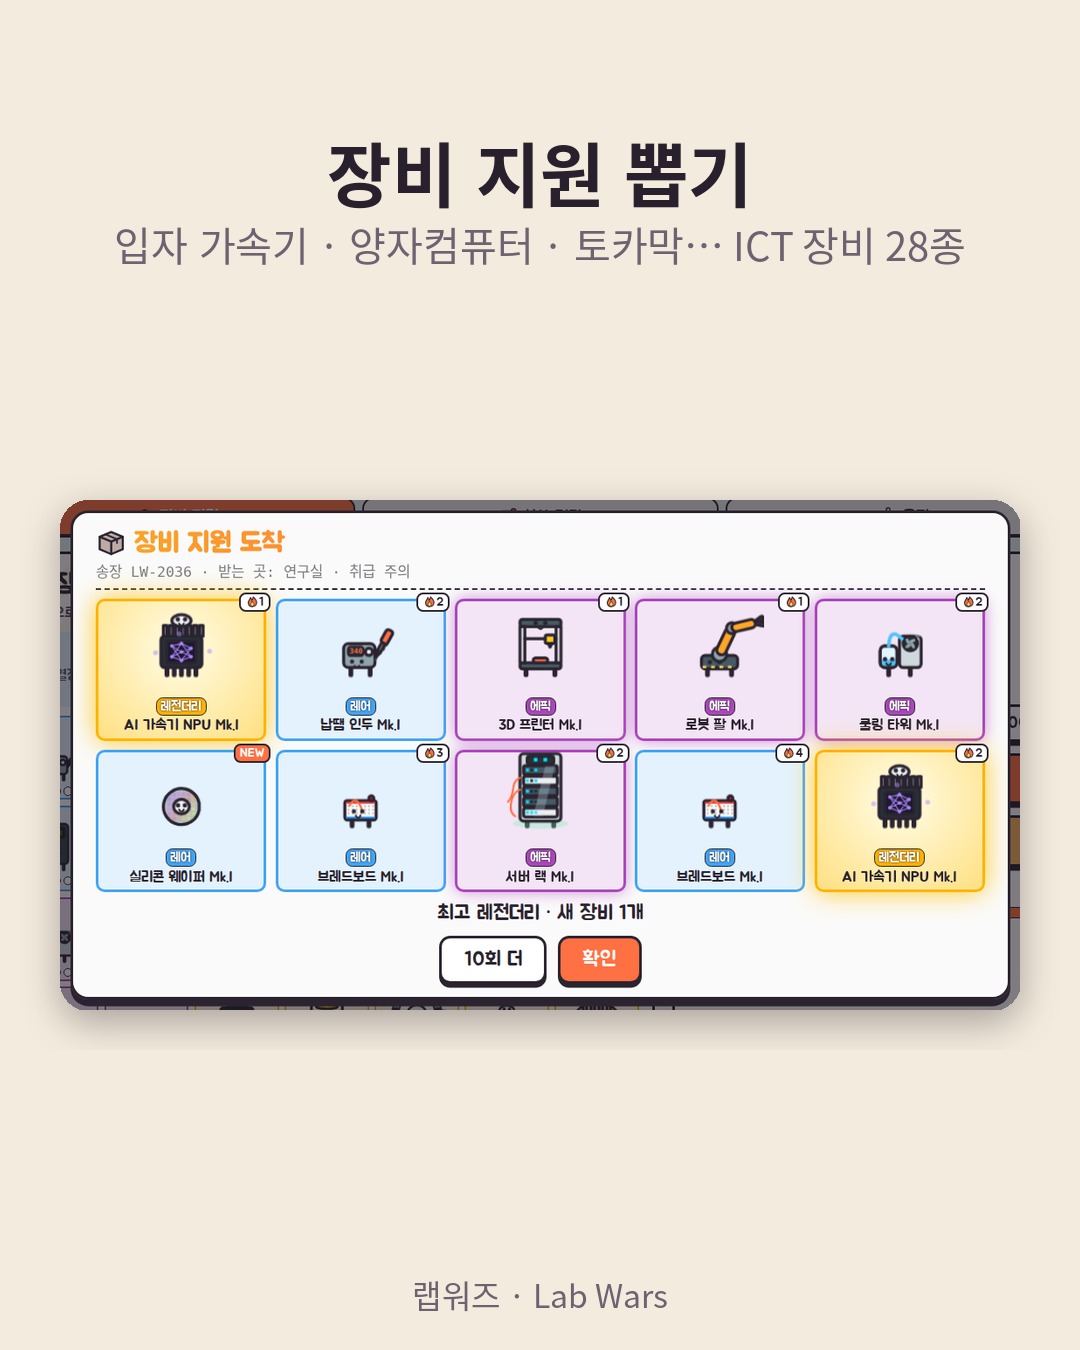 장비 지원 뽑기
입자 가속기 · 양자컴퓨터 · 토카막… ICT 장비 28종
장비 지원 도착
송장 LW-2036 · 받는 곳: 연구실 · 취급 주의
1 2 1 1 2
340
레전더리 레어 에픽 에픽 에픽
AI 가속기 NPU Mk.I 납땜 인두 Mk.I 3D 프린터 Mk.I 로봇 팔 Mk.I 쿨링 타워 Mk.I
NEW 3 2 4 2
레어 레어 에픽 레어 레전더리
실리콘 웨이퍼 Mk.I 브레드보드 Mk.I 서버 랙 Mk.I 브레드보드 Mk.I AI 가속기 NPU Mk.I
최고 레전더리 · 새 장비 1개
10회 더 확인
랩워즈 · Lab Wars